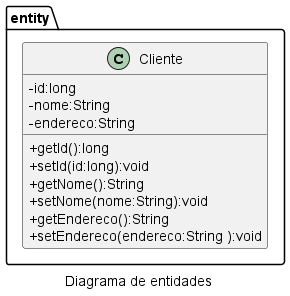 entity
C Cliente
-id:long
-nome:String
-endereco:String
+getId():long
+setId(id:long):void
+getNome():String
+setNome(nome:String):void
+getEndereco():String
+setEndereco(endereco:String ):void
Diagrama de entidades